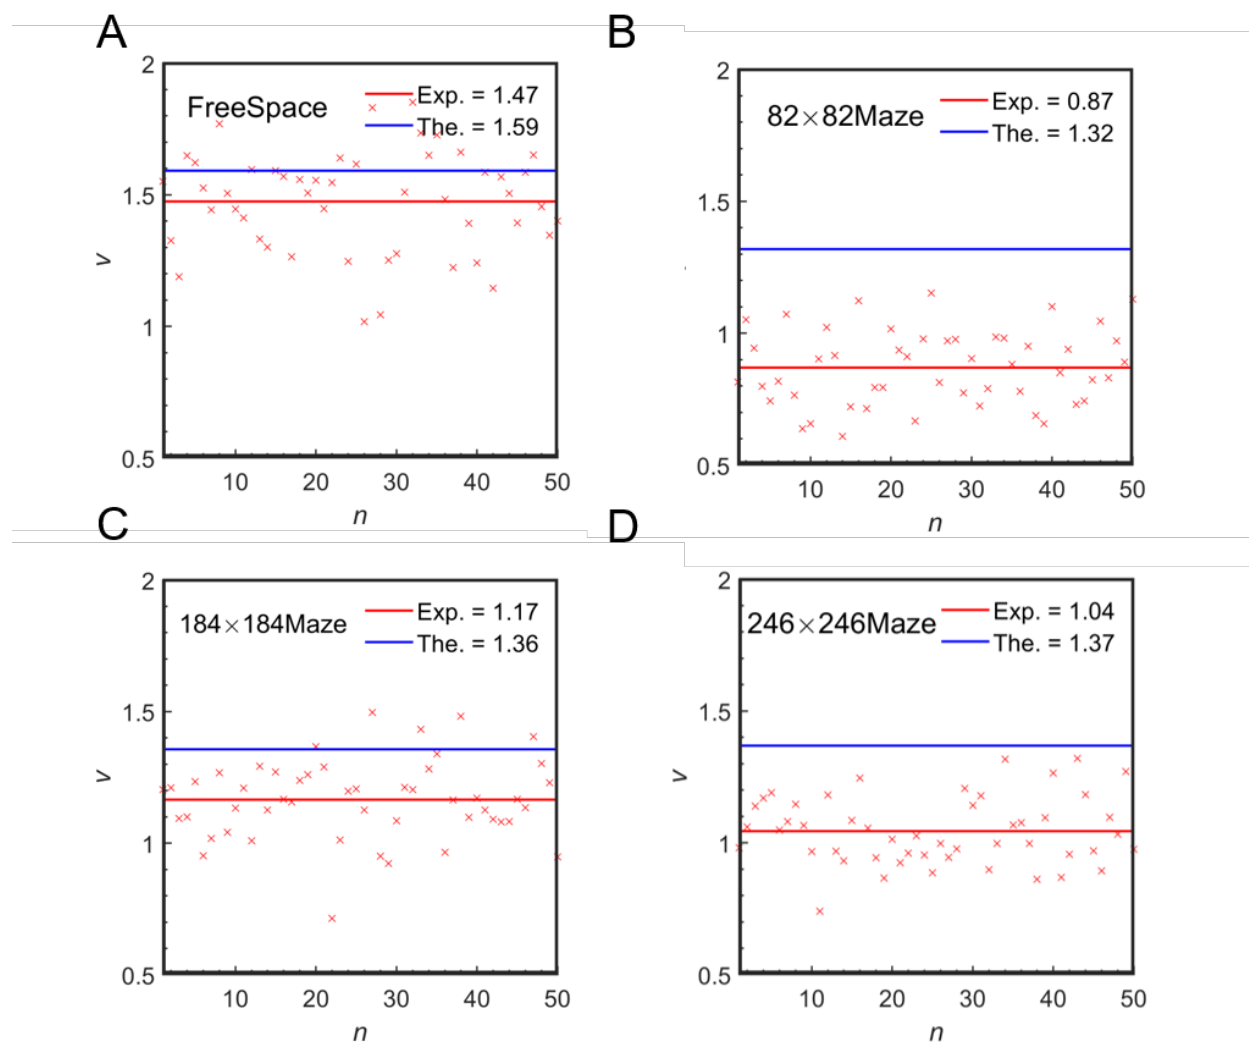 A
2
FreeSpace
Exp. = 1.47
The. = 1.59
1.5
v
1
0.5
10 20 30 40 50
n
B
2
82×82Maze
Exp. = 0.87
The. = 1.32
1.5
1
0.5
10 20 30 40 50
n
C
2
184×184Maze
Exp. = 1.17
The. = 1.36
1.5
v
1
0.5
10 20 30 40 50
n
D
2
246×246Maze
Exp. = 1.04
The. = 1.37
1.5
v
1
0.5
10 20 30 40 50
n